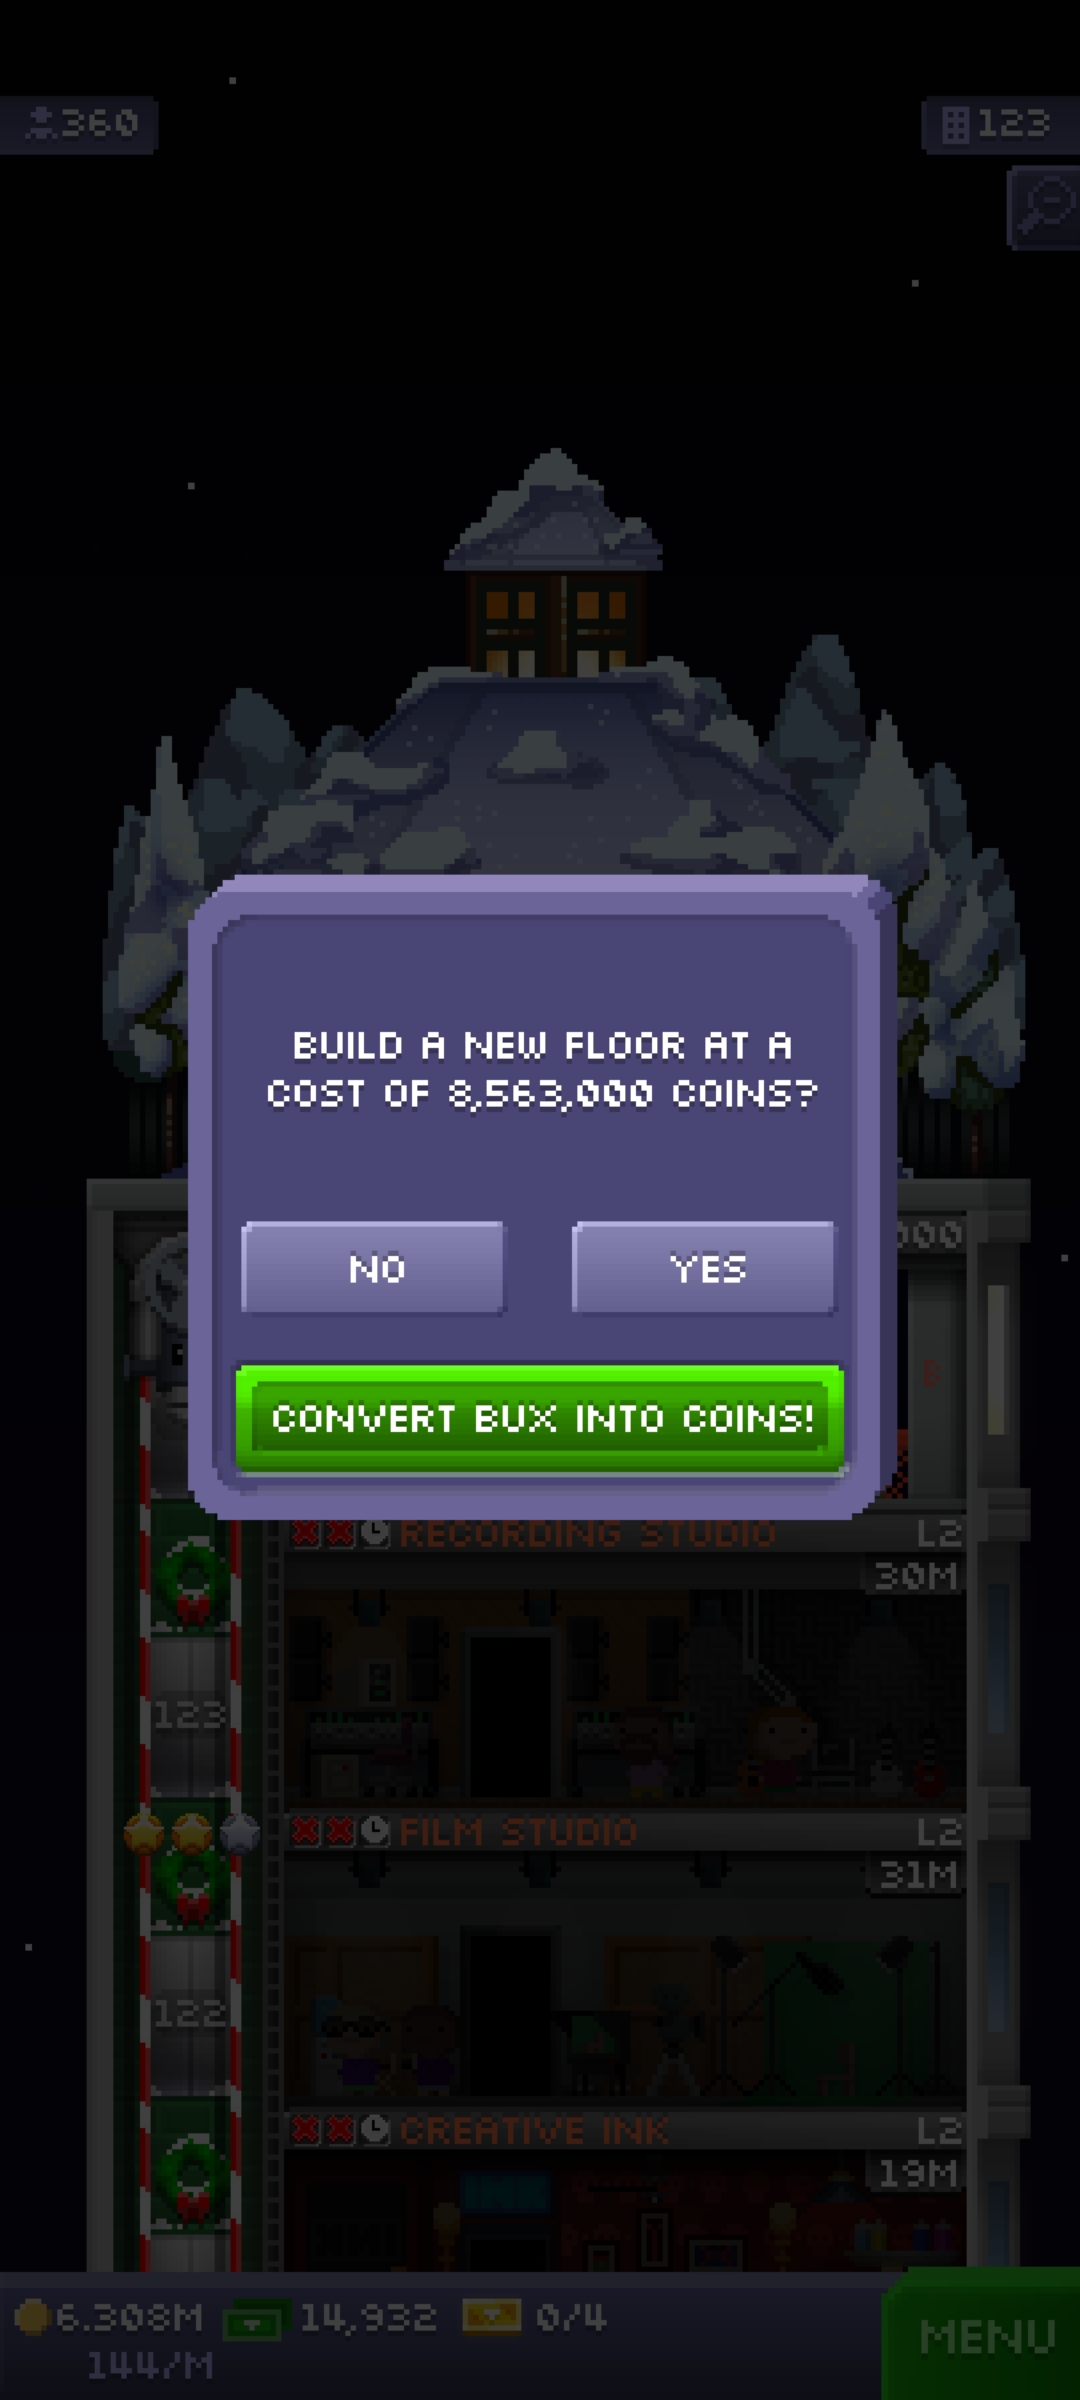 360
123
BUILD A NEW FLOOR AT A
COST OF 8,563,000 COINS?
NO
YES
CONVERT BUX INTO COINS!
RECORDING STUDIO L2
30M
123
FILM STUDIO L2
31M
122
CREATIVE INK L2
19M
INK
6.308M 14,932 0/4
144/M
MENU